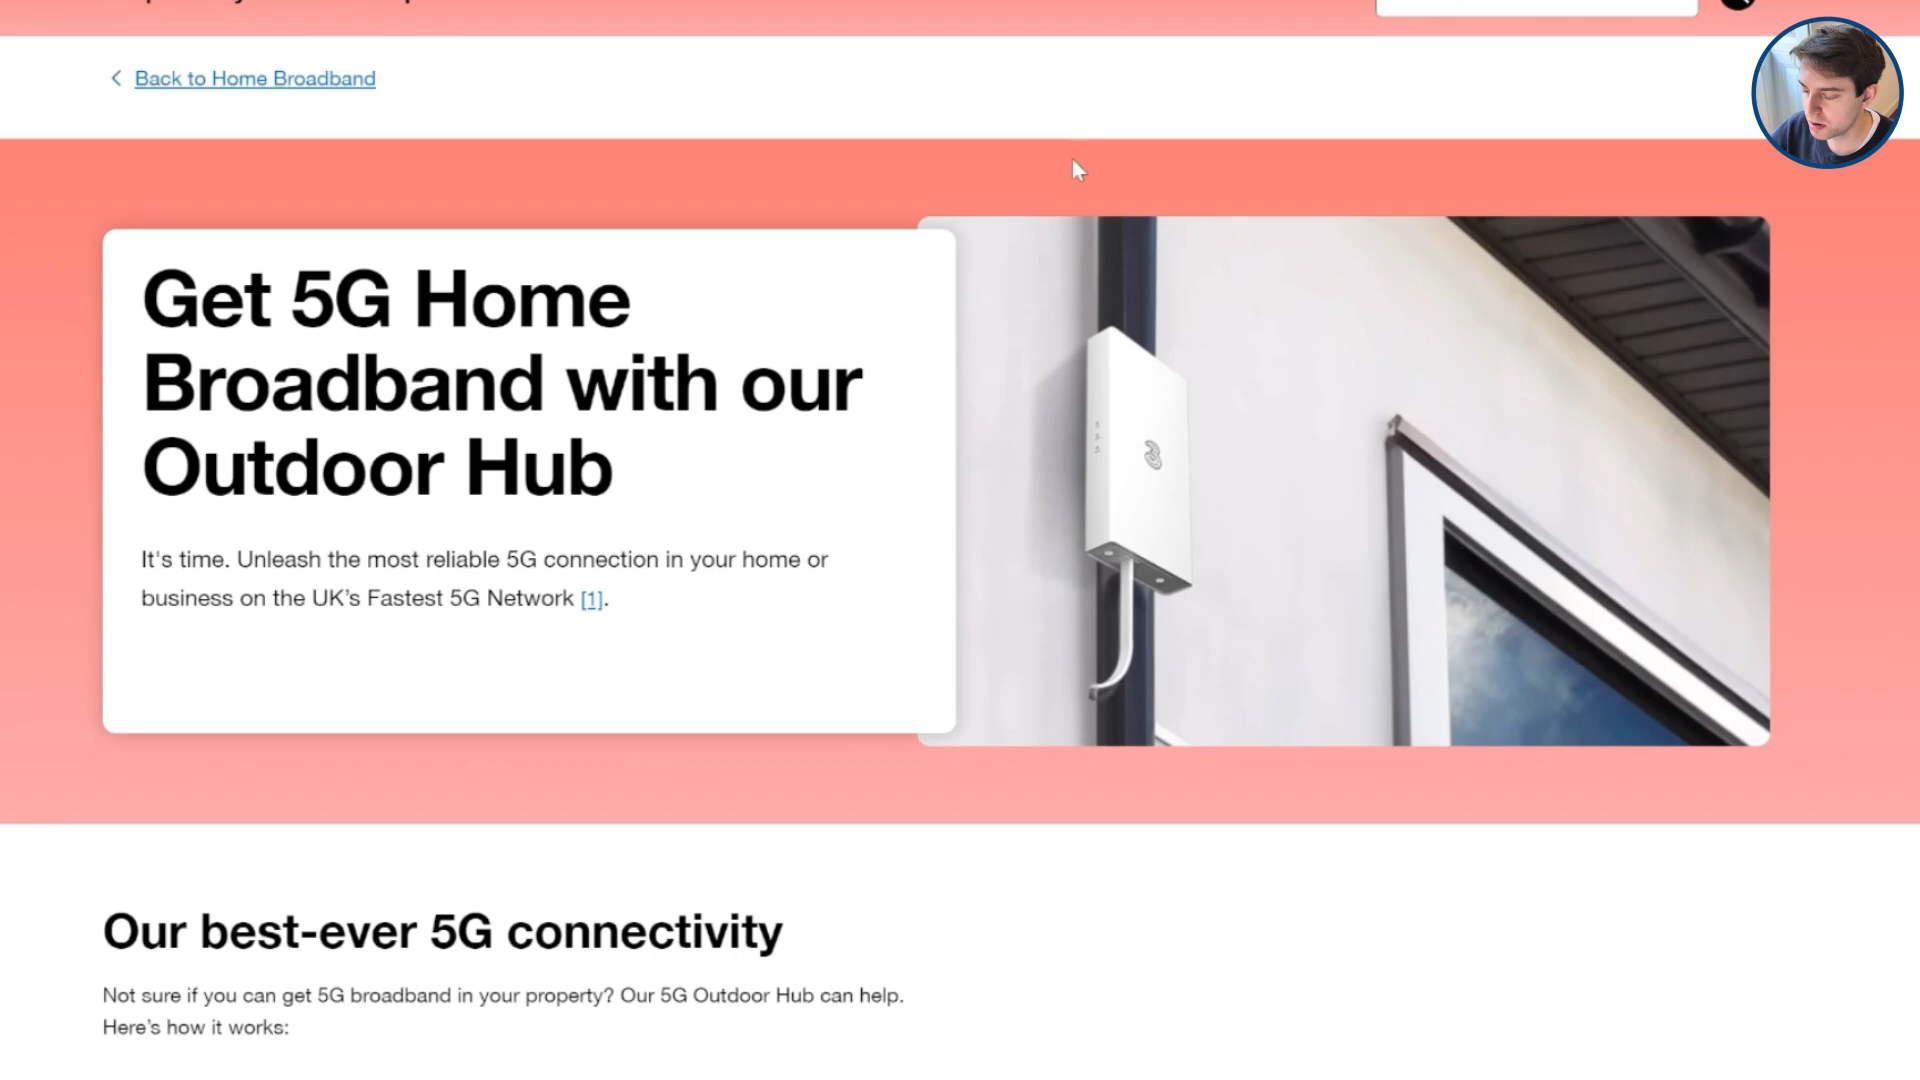 Back to Home Broadband
Get 5G Home
Broadband with our
Outdoor Hub
It's time. Unleash the most reliable 5G connection in your home or
business on the UK’s Fastest 5G Network [1].
Our best-ever 5G connectivity
Not sure if you can get 5G broadband in your property? Our 5G Outdoor Hub can help.
Here’s how it works: